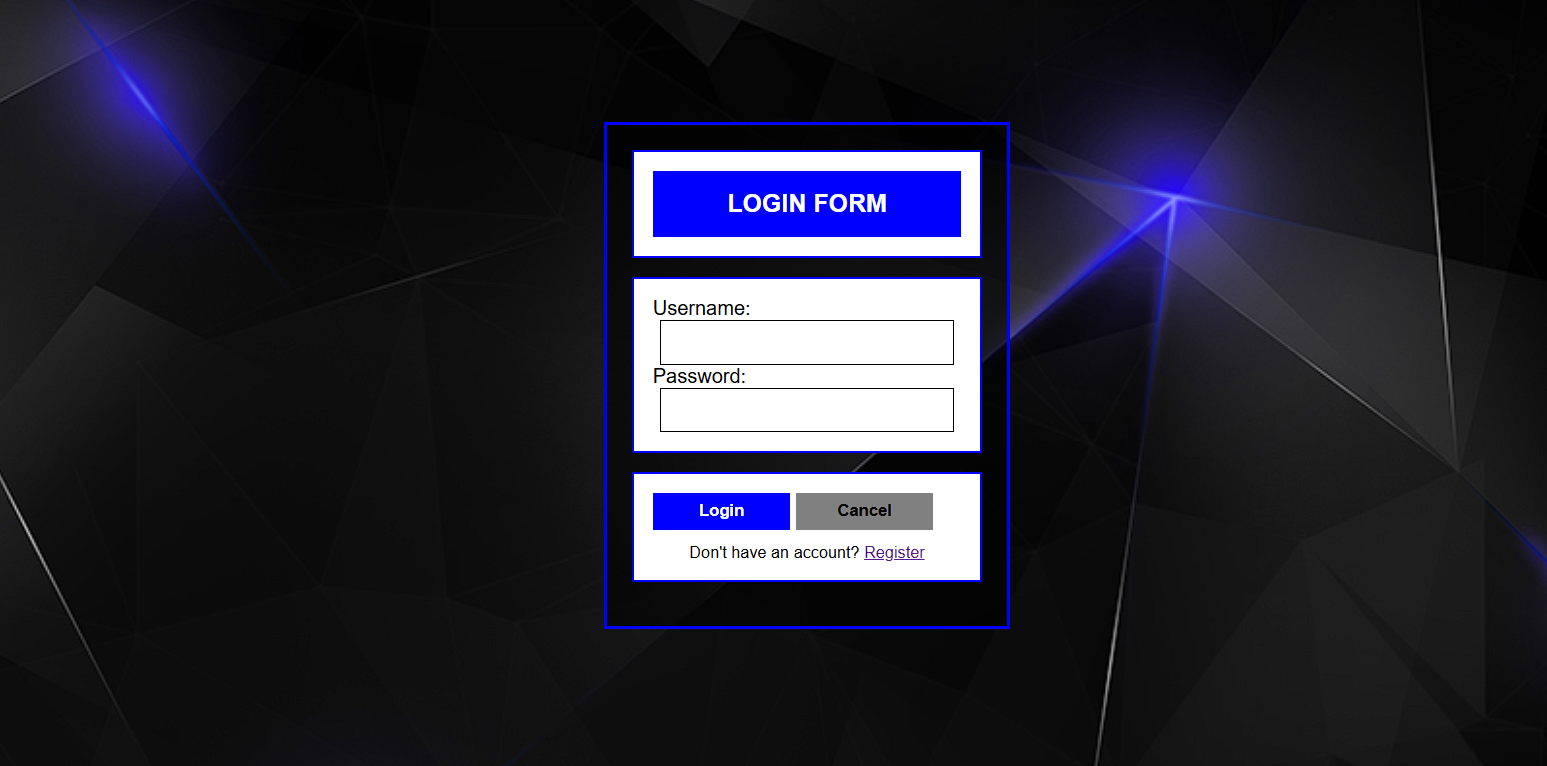 LOGIN FORM
Username:
Password:
Login Cancel
Don't have an account? Register